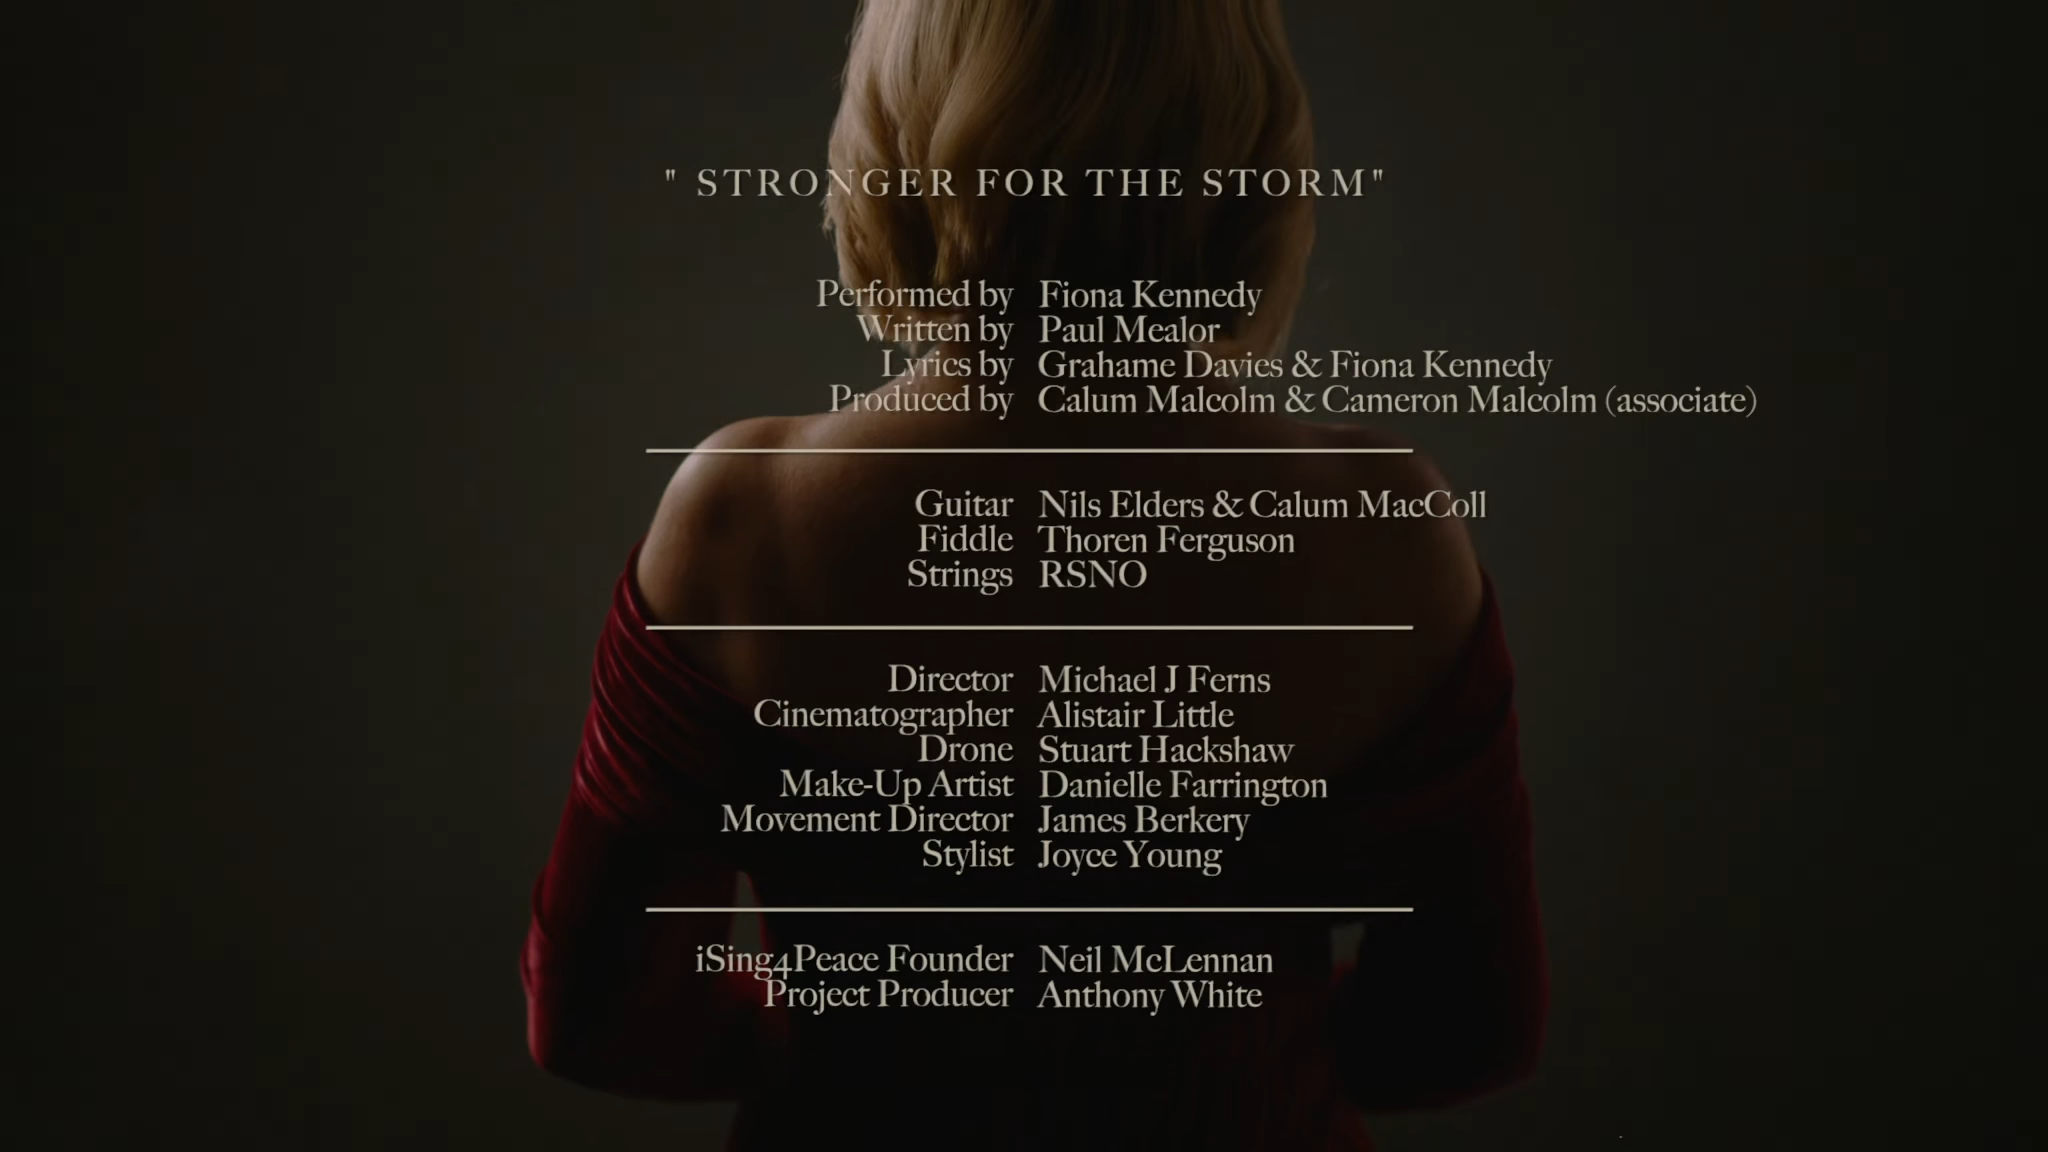 " STRONGER FOR THE STORM"
Performed by Fiona Kennedy
Written by Paul Mealor
Lyrics by Grahame Davies & Fiona Kennedy
Produced by Calum Malcolm & Cameron Malcolm (associate)
Guitar Nils Elders & Calum MacColl
Fiddle Thoren Ferguson
Strings RSNO
Director Michael J Ferns
Cinematographer Alistair Little
Drone Stuart Hackshaw
Make-Up Artist Danielle Farrington
Movement Director James Berkery
Stylist Joyce Young
iSing4Peace Founder Neil McLennan
Project Producer Anthony White